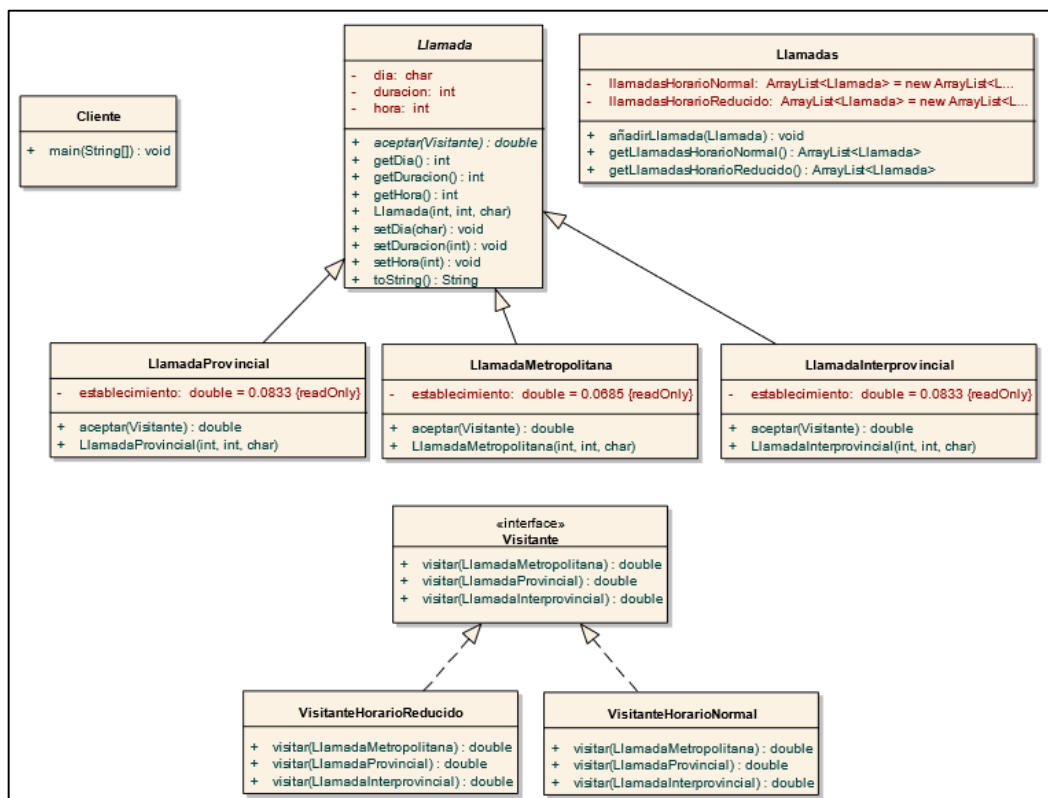 Llamada
- dia: char
- duracion: int
- hora: int
+ aceptar(Visitante) : double
+ getDia() : int
+ getDuracion() : int
+ getHora() : int
+ Llamada(int, int, char)
+ setDia(char) : void
+ setDuracion(int) : void
+ setHora(int) : void
+ toString() : String
Llamadas
- llamadasHorarioNormal: ArrayList<Llamada> = new ArrayList<L...
- llamadasHorarioReducido: ArrayList<Llamada> = new ArrayList<L...
+ añadirLlamada(Llamada) : void
+ getLlamadasHorarioNormal() : ArrayList<Llamada>
+ getLlamadasHorarioReducido() : ArrayList<Llamada>
Cliente
+ main(String[]) : void
LlamadaProvincial
- establecimiento: double = 0.0833 {readOnly}
+ aceptar(Visitante) : double
+ LlamadaProvincial(int, int, char)
LlamadaMetropolitana
- establecimiento: double = 0.0685 {readOnly}
+ aceptar(Visitante) : double
+ LlamadaMetropolitana(int, int, char)
LlamadaInterprovincial
- establecimiento: double = 0.0833 {readOnly}
+ aceptar(Visitante) : double
+ LlamadaInterprovincial(int, int, char)
«interface»
Visitante
+ visitar(LlamadaMetropolitana) : double
+ visitar(LlamadaProvincial) : double
+ visitar(LlamadaInterprovincial) : double
VisitanteHorarioReducido
+ visitar(LlamadaMetropolitana) : double
+ visitar(LlamadaProvincial) : double
+ visitar(LlamadaInterprovincial) : double
VisitanteHorarioNormal
+ visitar(LlamadaMetropolitana) : double
+ visitar(LlamadaProvincial) : double
+ visitar(LlamadaInterprovincial) : double